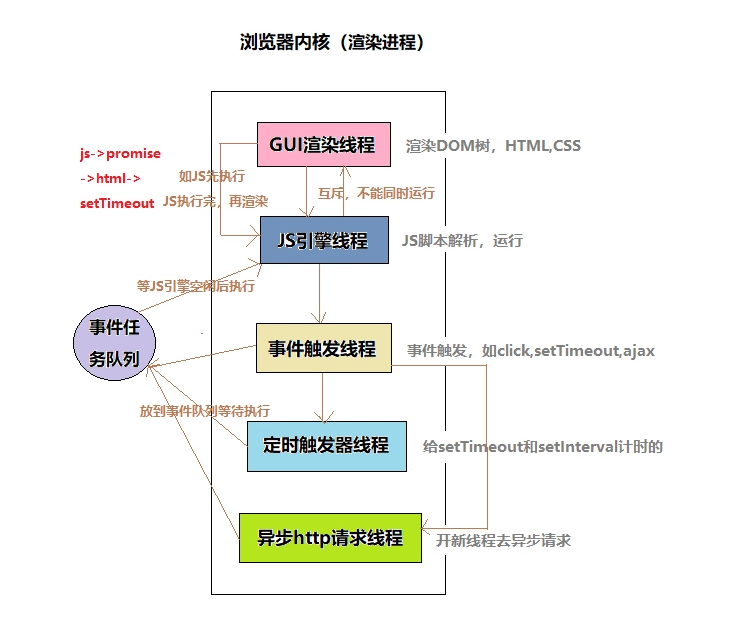 浏览器内核（渲染进程）
GUI渲染线程
渲染DOM树，HTML,CSS
js->promise
->html->
setTimeout
如JS先执行
JS执行完，再渲染
互斥，不能同时运行
JS引擎线程
JS脚本解析，运行
等JS引擎空闲后执行
事件任
务队列
事件触发线程
事件触发，如click,setTimeout,ajax
放到事件队列等待执行
定时触发器线程
给setTimeout和setInterval计时的
异步http请求线程
开新线程去异步请求